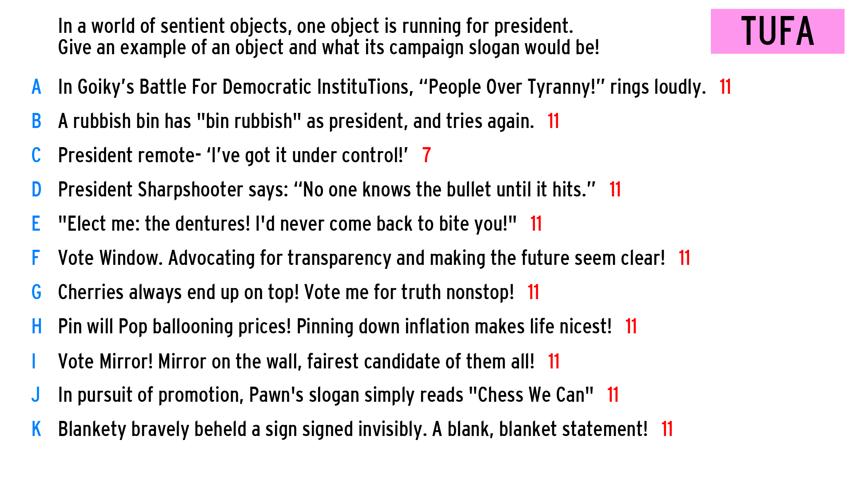 In a world of sentient objects, one object is running for president.
Give an example of an object and what its campaign slogan would be!
TUFA
A In Goiky’s Battle For Democratic InstituTions, “People Over Tyranny!” rings loudly. 11
B A rubbish bin has "bin rubbish" as president, and tries again. 11
C President remote- ‘I’ve got it under control!’ 7
D President Sharpshooter says: “No one knows the bullet until it hits.” 11
E "Elect me: the dentures! I'd never come back to bite you!" 11
F Vote Window. Advocating for transparency and making the future seem clear! 11
G Cherries always end up on top! Vote me for truth nonstop! 11
H Pin will Pop ballooning prices! Pinning down inflation makes life nicest! 11
I Vote Mirror! Mirror on the wall, fairest candidate of them all! 11
J In pursuit of promotion, Pawn's slogan simply reads "Chess We Can" 11
K Blankety bravely beheld a sign signed invisibly. A blank, blanket statement! 11